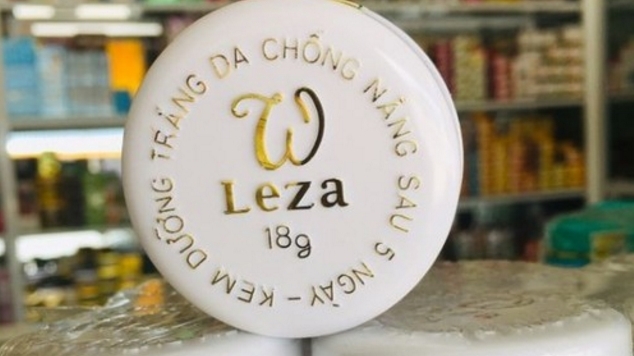 KEM DƯỠNG TRẮNG DA CHỐNG NẮNG SAU 5 NGÀY –
W
Leza
18g